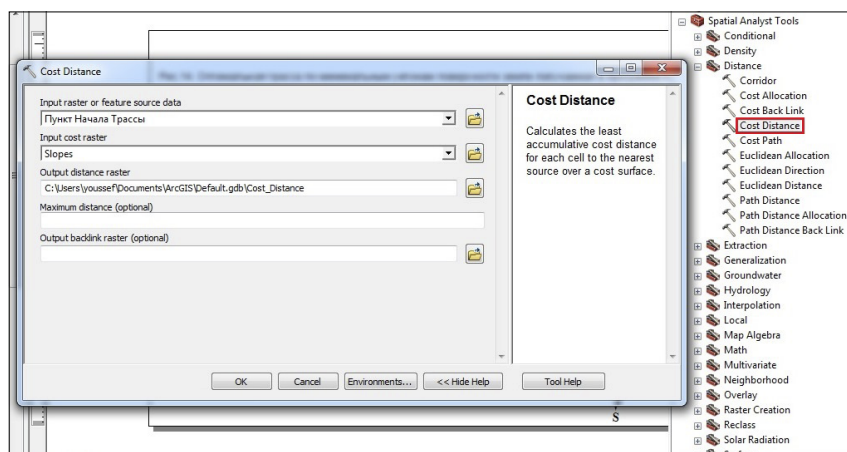 Cost Distance
Input raster or feature source data
Пункт Начала Трассы
Input cost raster
Slopes
Output distance raster
C:\Users\youssef\Documents\ArcGIS\Default.gdb\Cost_Distance
Maximum distance (optional)
Output backlink raster (optional)
OK
Cancel
Environments...
<< Hide Help
Tool Help
Cost Distance
Calculates the least
accumulative cost distance
for each cell to the nearest
source over a cost surface.
S
Spatial Analyst Tools
Conditional
Density
Distance
Corridor
Cost Allocation
Cost Back Link
Cost Distance
Cost Path
Euclidean Allocation
Euclidean Direction
Euclidean Distance
Path Distance
Path Distance Allocation
Path Distance Back Link
Extraction
Generalization
Groundwater
Hydrology
Interpolation
Local
Map Algebra
Math
Multivariate
Neighborhood
Overlay
Raster Creation
Reclass
Solar Radiation